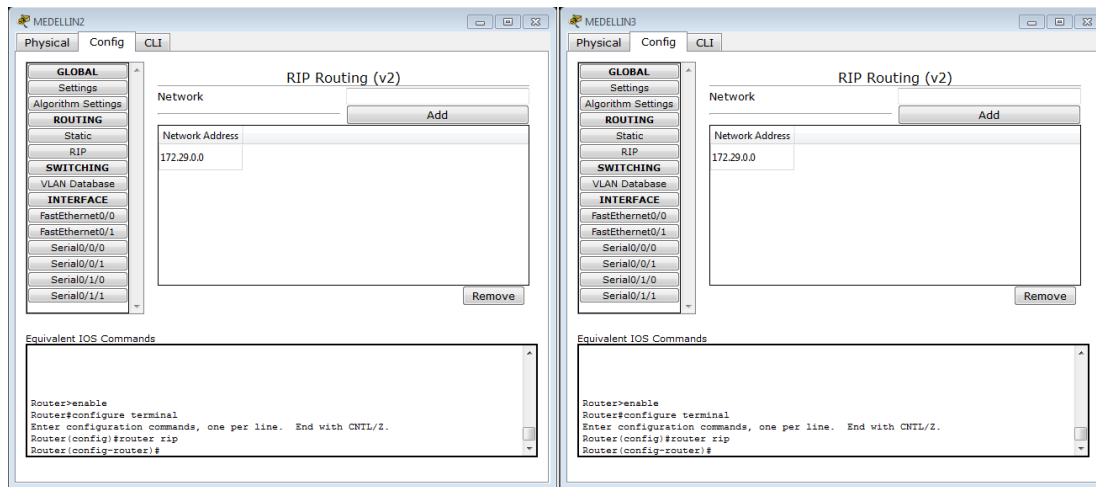 MEDELLIN2
Physical Config CLI
GLOBAL
Settings
Algorithm Settings
ROUTING
Static
RIP
SWITCHING
VLAN Database
INTERFACE
FastEthernet0/0
FastEthernet0/1
Serial0/0/0
Serial0/0/1
Serial0/1/0
Serial0/1/1
RIP Routing (v2)
Network
Add
Network Address
172.29.0.0
Remove
Equivalent IOS Commands
Router>enable
Router#configure terminal
Enter configuration commands, one per line.  End with CNTL/Z.
Router(config)#router rip
Router(config-router)#
MEDELLIN3
Physical Config CLI
GLOBAL
Settings
Algorithm Settings
ROUTING
Static
RIP
SWITCHING
VLAN Database
INTERFACE
FastEthernet0/0
FastEthernet0/1
Serial0/0/0
Serial0/0/1
Serial0/1/0
Serial0/1/1
RIP Routing (v2)
Network
Add
Network Address
172.29.0.0
Remove
Equivalent IOS Commands
Router>enable
Router#configure terminal
Enter configuration commands, one per line.  End with CNTL/Z.
Router(config)#router rip
Router(config-router)#